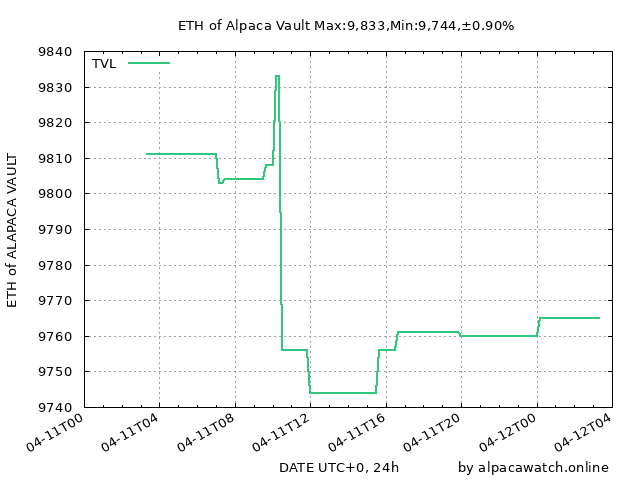 ETH of Alpaca Vault Max:9,833,Min:9,744,±0.90%
TVL
9840
9830
9820
9810
9800
9790
9780
9770
9760
9750
9740
ETH of ALAPACA VAULT
04-11T00
04-11T04
04-11T08
04-11T12
04-11T16
04-11T20
04-12T00
04-12T04
DATE UTC+0, 24h
by alpacawatch.online